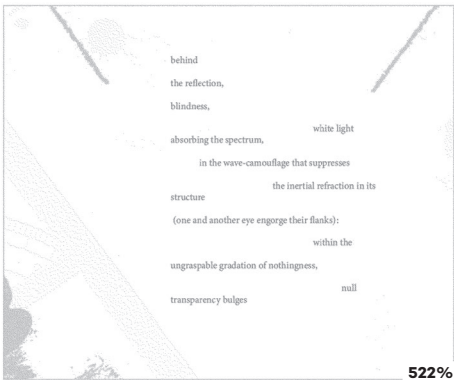 behind
the reflection,
blindness,
white light
absorbing the spectrum,
in the wave-camouflage that suppresses
the inertial refraction in its
structure
(one and another eye engorge their flanks):
within the
ungraspable gradation of nothingness,
null
transparency bulges
522%